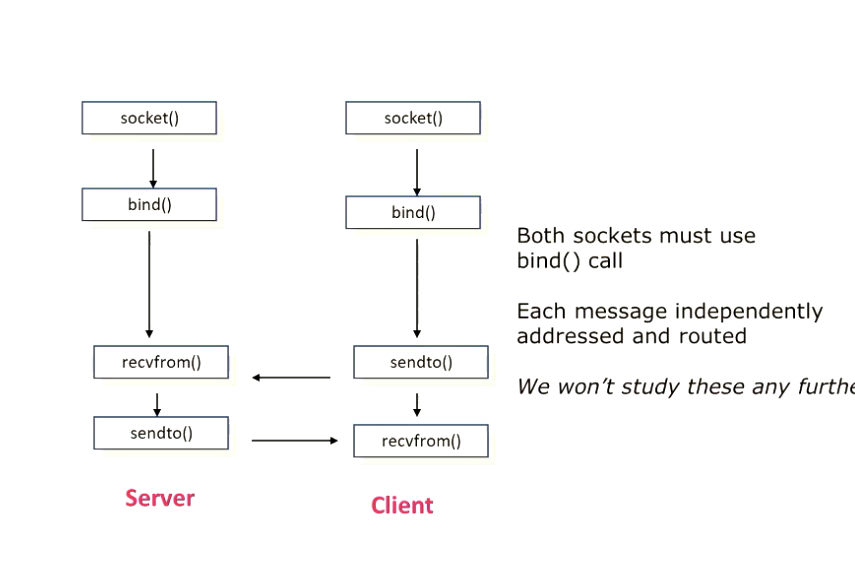 socket()
socket()
bind()
bind()
Both sockets must use
bind() call
Each message independently
addressed and routed
recvfrom()
sendto()
We won’t study these any furthe
sendto()
recvfrom()
Server
Client